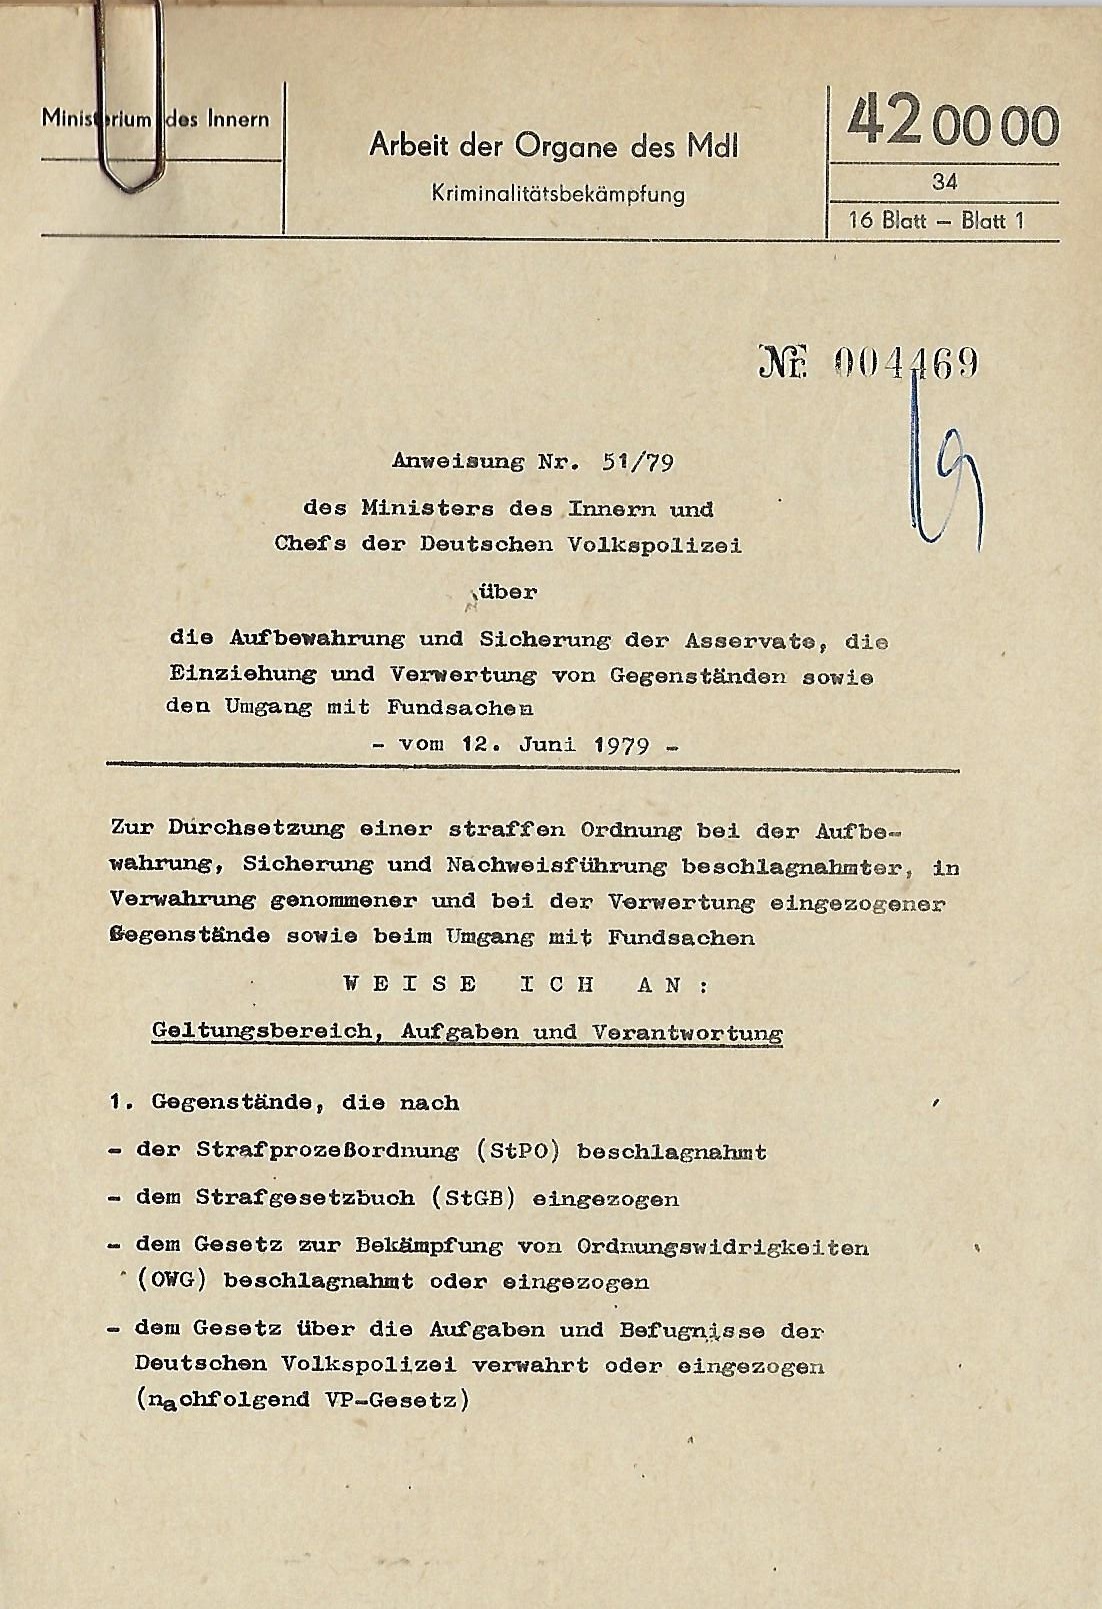 Ministerium des Innern
Arbeit der Organe des MdI
Kriminalitätsbekämpfung
42 00 00
34
16 Blatt – Blatt 1
Nr. 004469
Anweisung Nr. 51/79
des Ministers des Innern und
Chefs der Deutschen Volkspolizei
über
die Aufbewahrung und Sicherung der Asservate, die
Einziehung und Verwertung von Gegenständen sowie
den Umgang mit Fundsachen
- vom 12. Juni 1979 -
Zur Durchsetzung einer straffen Ordnung bei der Aufbe-
wahrung, Sicherung und Nachweisführung beschlagnahmter, in
Verwahrung genommener und bei der Verwertung eingezogener
Gegenstände sowie beim Umgang mit Fundsachen
W E I S E I C H A N :
Geltungsbereich, Aufgaben und Verantwortung
1. Gegenstände, die nach
- der Strafprozeßordnung (StPO) beschlagnahmt
- dem Strafgesetzbuch (StGB) eingezogen
- dem Gesetz zur Bekämpfung von Ordnungswidrigkeiten
(OWG) beschlagnahmt oder eingezogen
- dem Gesetz über die Aufgaben und Befugnisse der
Deutschen Volkspolizei verwahrt oder eingezogen
(nachfolgend VP-Gesetz)